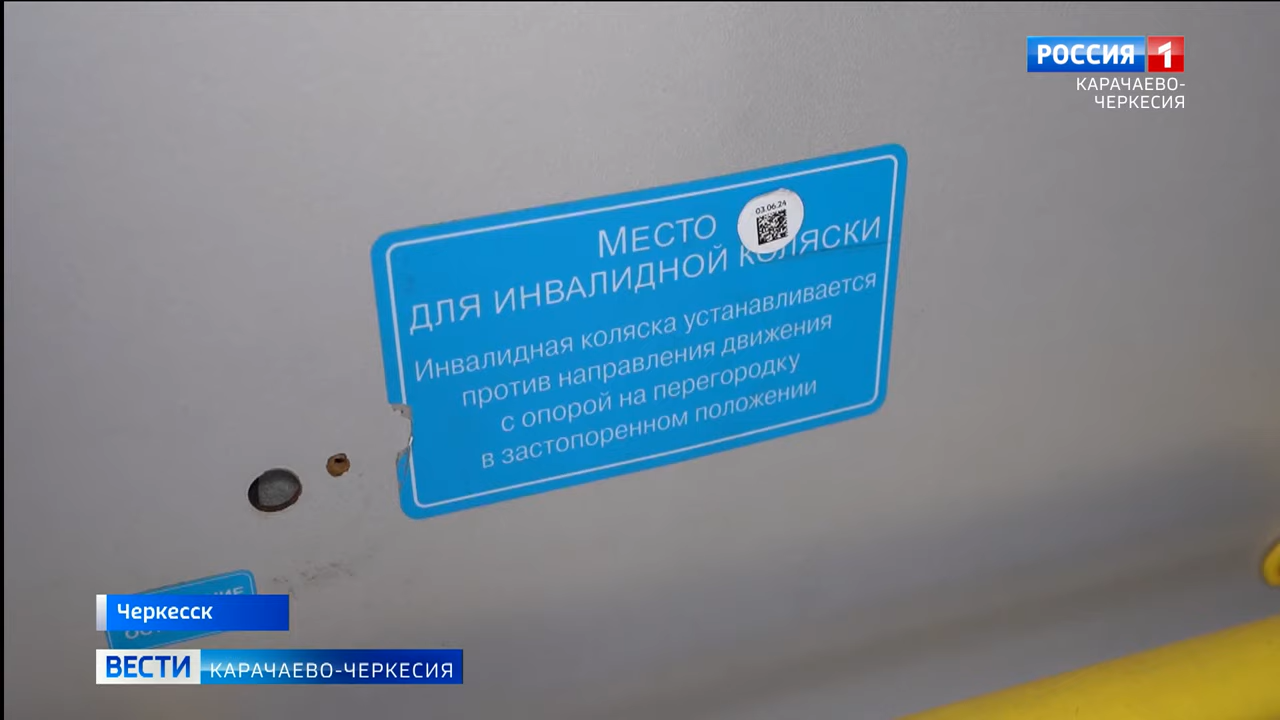 РОССИЯ 1
КАРАЧАЕВО-
ЧЕРКЕСИЯ
03.06.24
МЕСТО
ДЛЯ ИНВАЛИДНОЙ КОЛЯСКИ
Инвалидная коляска устанавливается
против направления движения
с опорой на перегородку
в застопоренном положении
Черкесск
ВЕСТИ КАРАЧАЕВО-ЧЕРКЕСИЯ